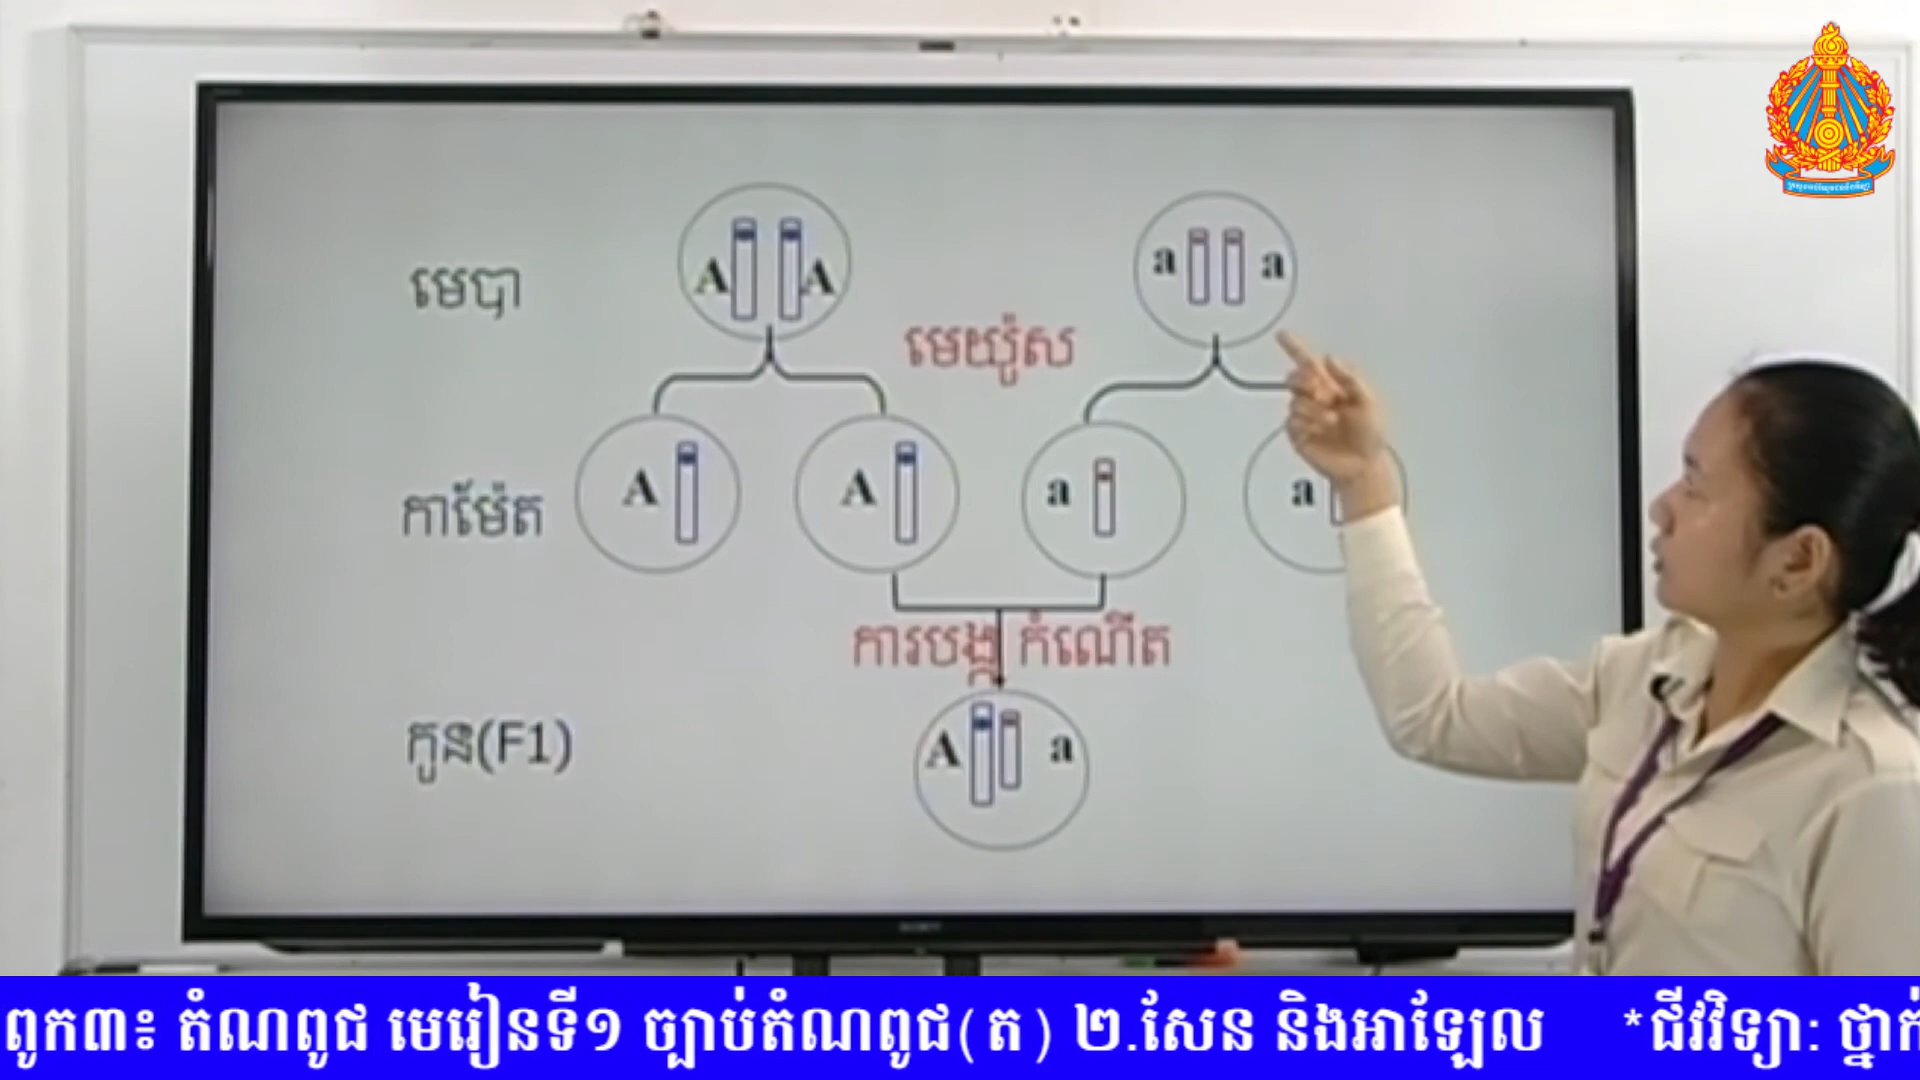 A A
a a
មេបា
មេយ៉ូស
A
A
a
a
កាម៉ែត
ការបង្ក កំណើត
A a
កូន(F1)
ពូក៣៖ តំណពូជ មេរៀនទី១ ច្បាប់តំណពូជ(ត) ២.សែន និងអាឡែល *ជីវវិទ្យា: ថ្នាក់